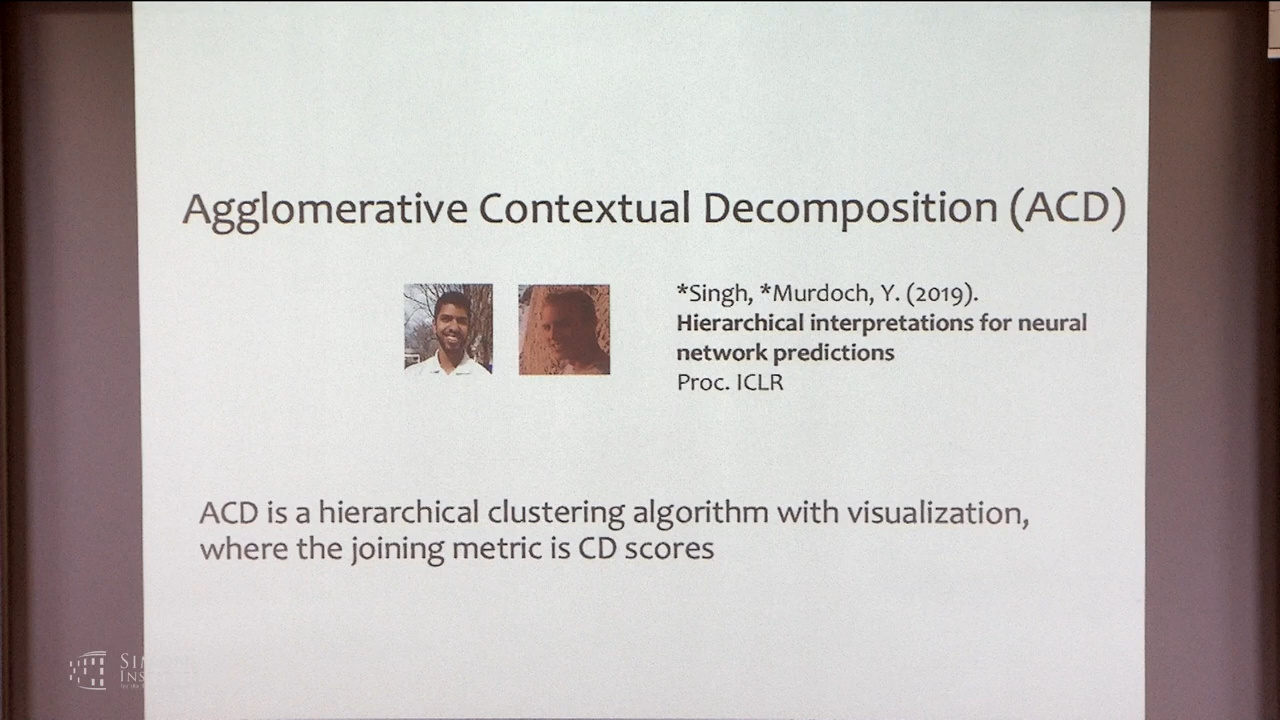 Agglomerative Contextual Decomposition (ACD)
*Singh, *Murdoch, Y. (2019).
Hierarchical interpretations for neural
network predictions
Proc. ICLR
ACD is a hierarchical clustering algorithm with visualization,
where the joining metric is CD scores